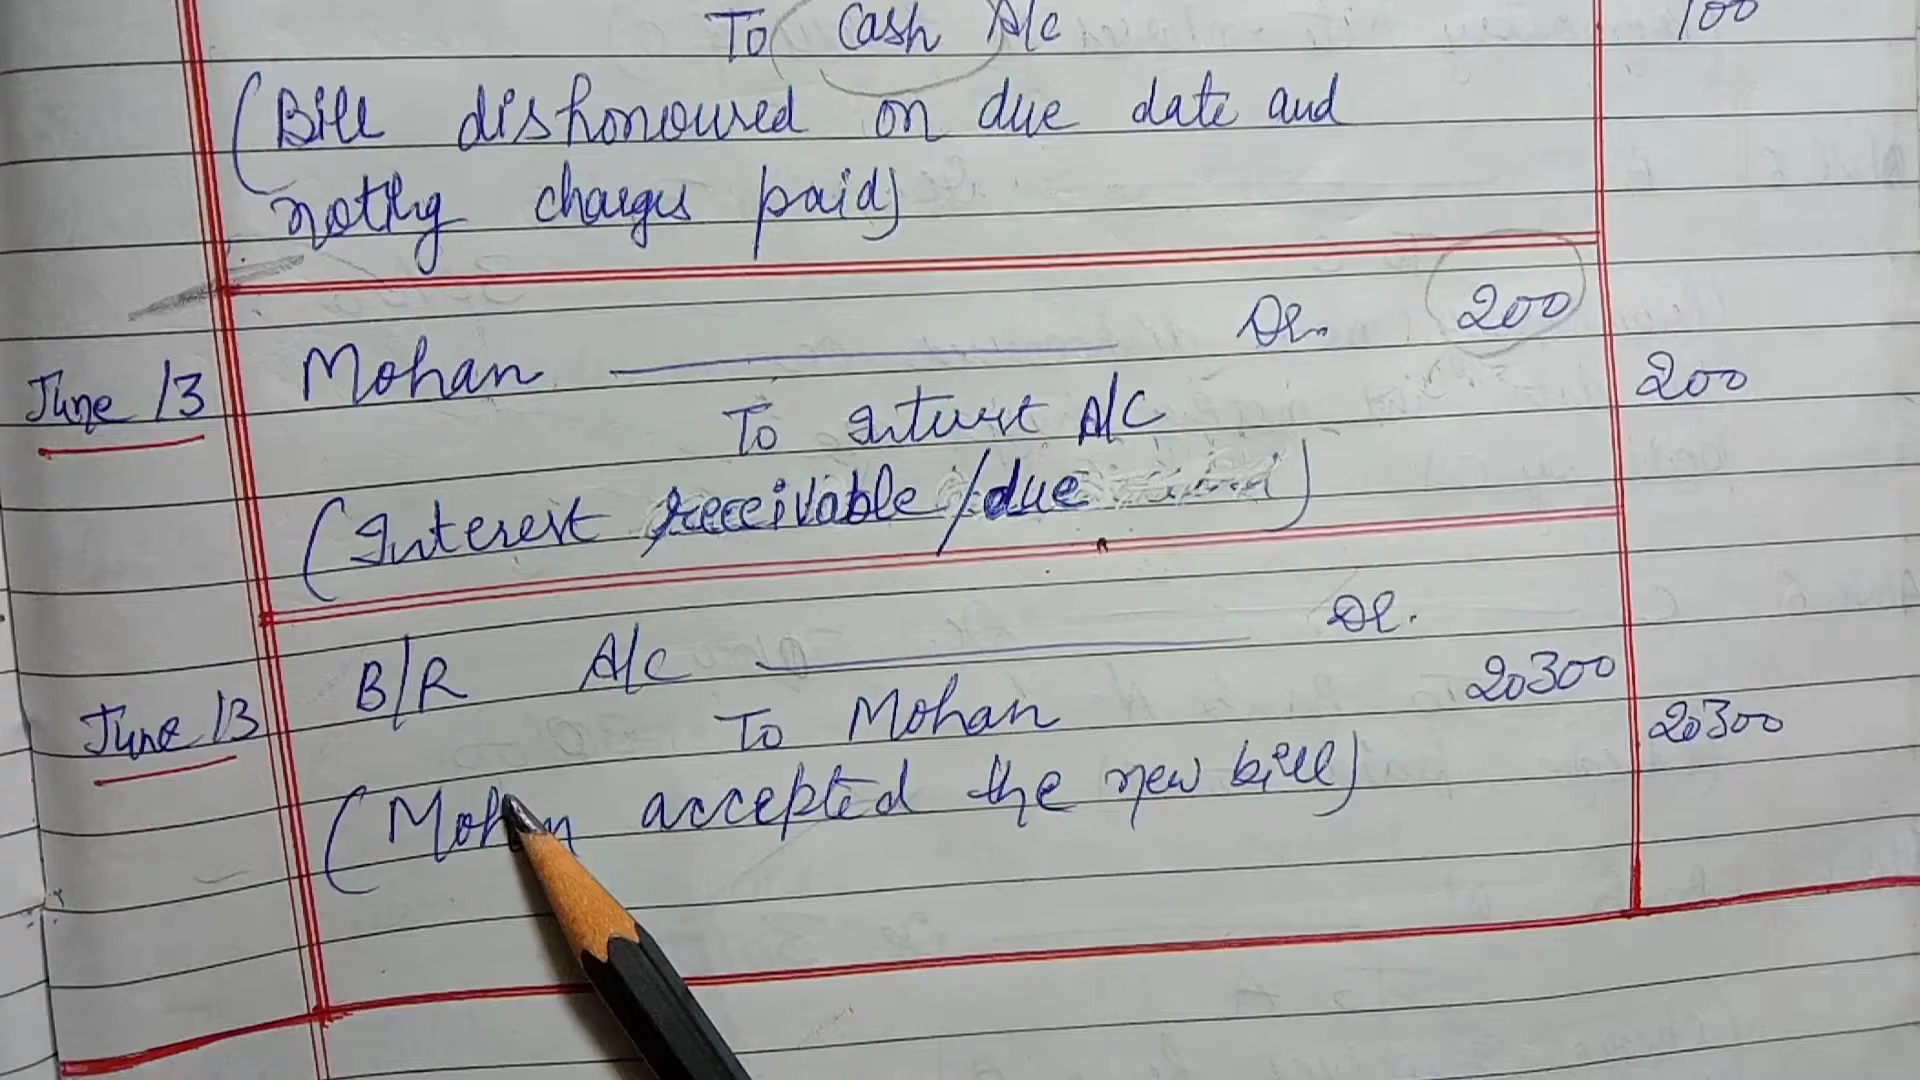 To Cash A/c 100
(Bill dishonoured on due date and
noting charges paid)
Mohan Dr. 200
June 13
To Interest A/C 200
(Interest receivable/due)
B/R A/c Dr.
20300
June 13
To Mohan 20300
(Mohan accepted the new bill)